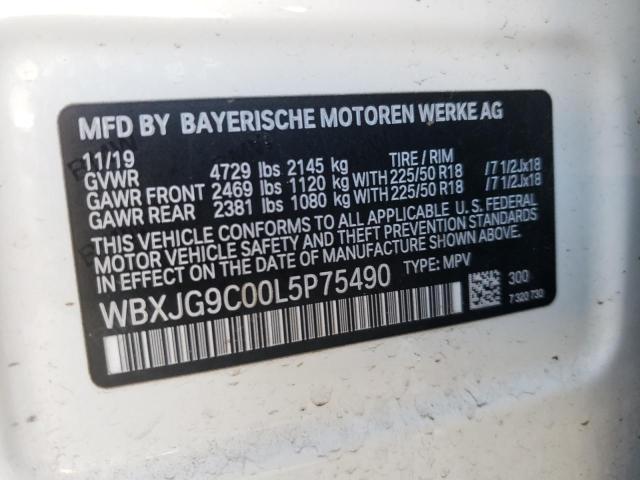 MFD BY BAYERISCHE MOTOREN WERKE AG
11/19 TIRE / RIM
GVWR 4729 lbs 2145 kg
GAWR FRONT 2469 lbs 1120 kg WITH 225/50 R18 /7 1/2Jx18
GAWR REAR 2381 lbs 1080 kg WITH 225/50 R18 /7 1/2Jx18
THIS VEHICLE CONFORMS TO ALL APPLICABLE U.S. FEDERAL
MOTOR VEHICLE SAFETY AND THEFT PREVENTION STANDARDS
IN EFFECT ON THE DATE OF MANUFACTURE SHOWN ABOVE.
WBXJG9C00L5P75490 TYPE: MPV
300
7 320 730